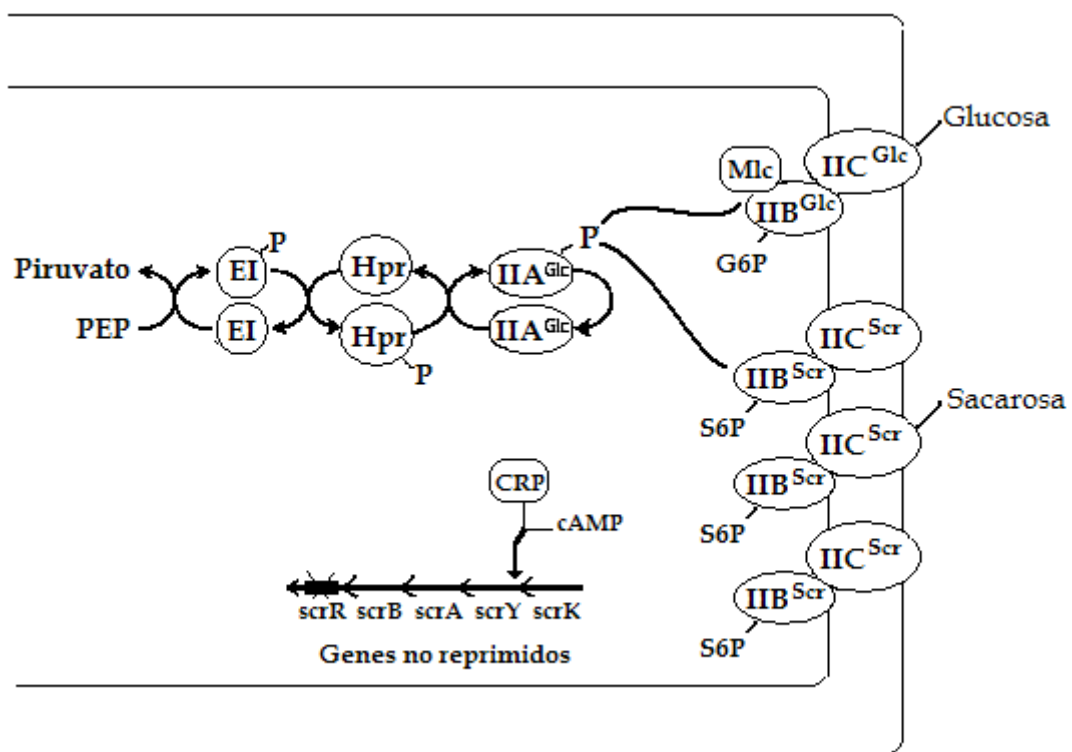 Glucosa
IIC Glc
Mlc
IIB Glc
G6P
P
P
Piruvato
EI
Hpr
IIA Glc
PEP
EI
Hpr
IIA Glc
P
IIC Scr
IIB Scr
S6P
Sacarosa
IIC Scr
IIB Scr
S6P
CRP
cAMP
IIC Scr
IIB Scr
S6P
scrR scrB scrA scrY scrK
Genes no reprimidos